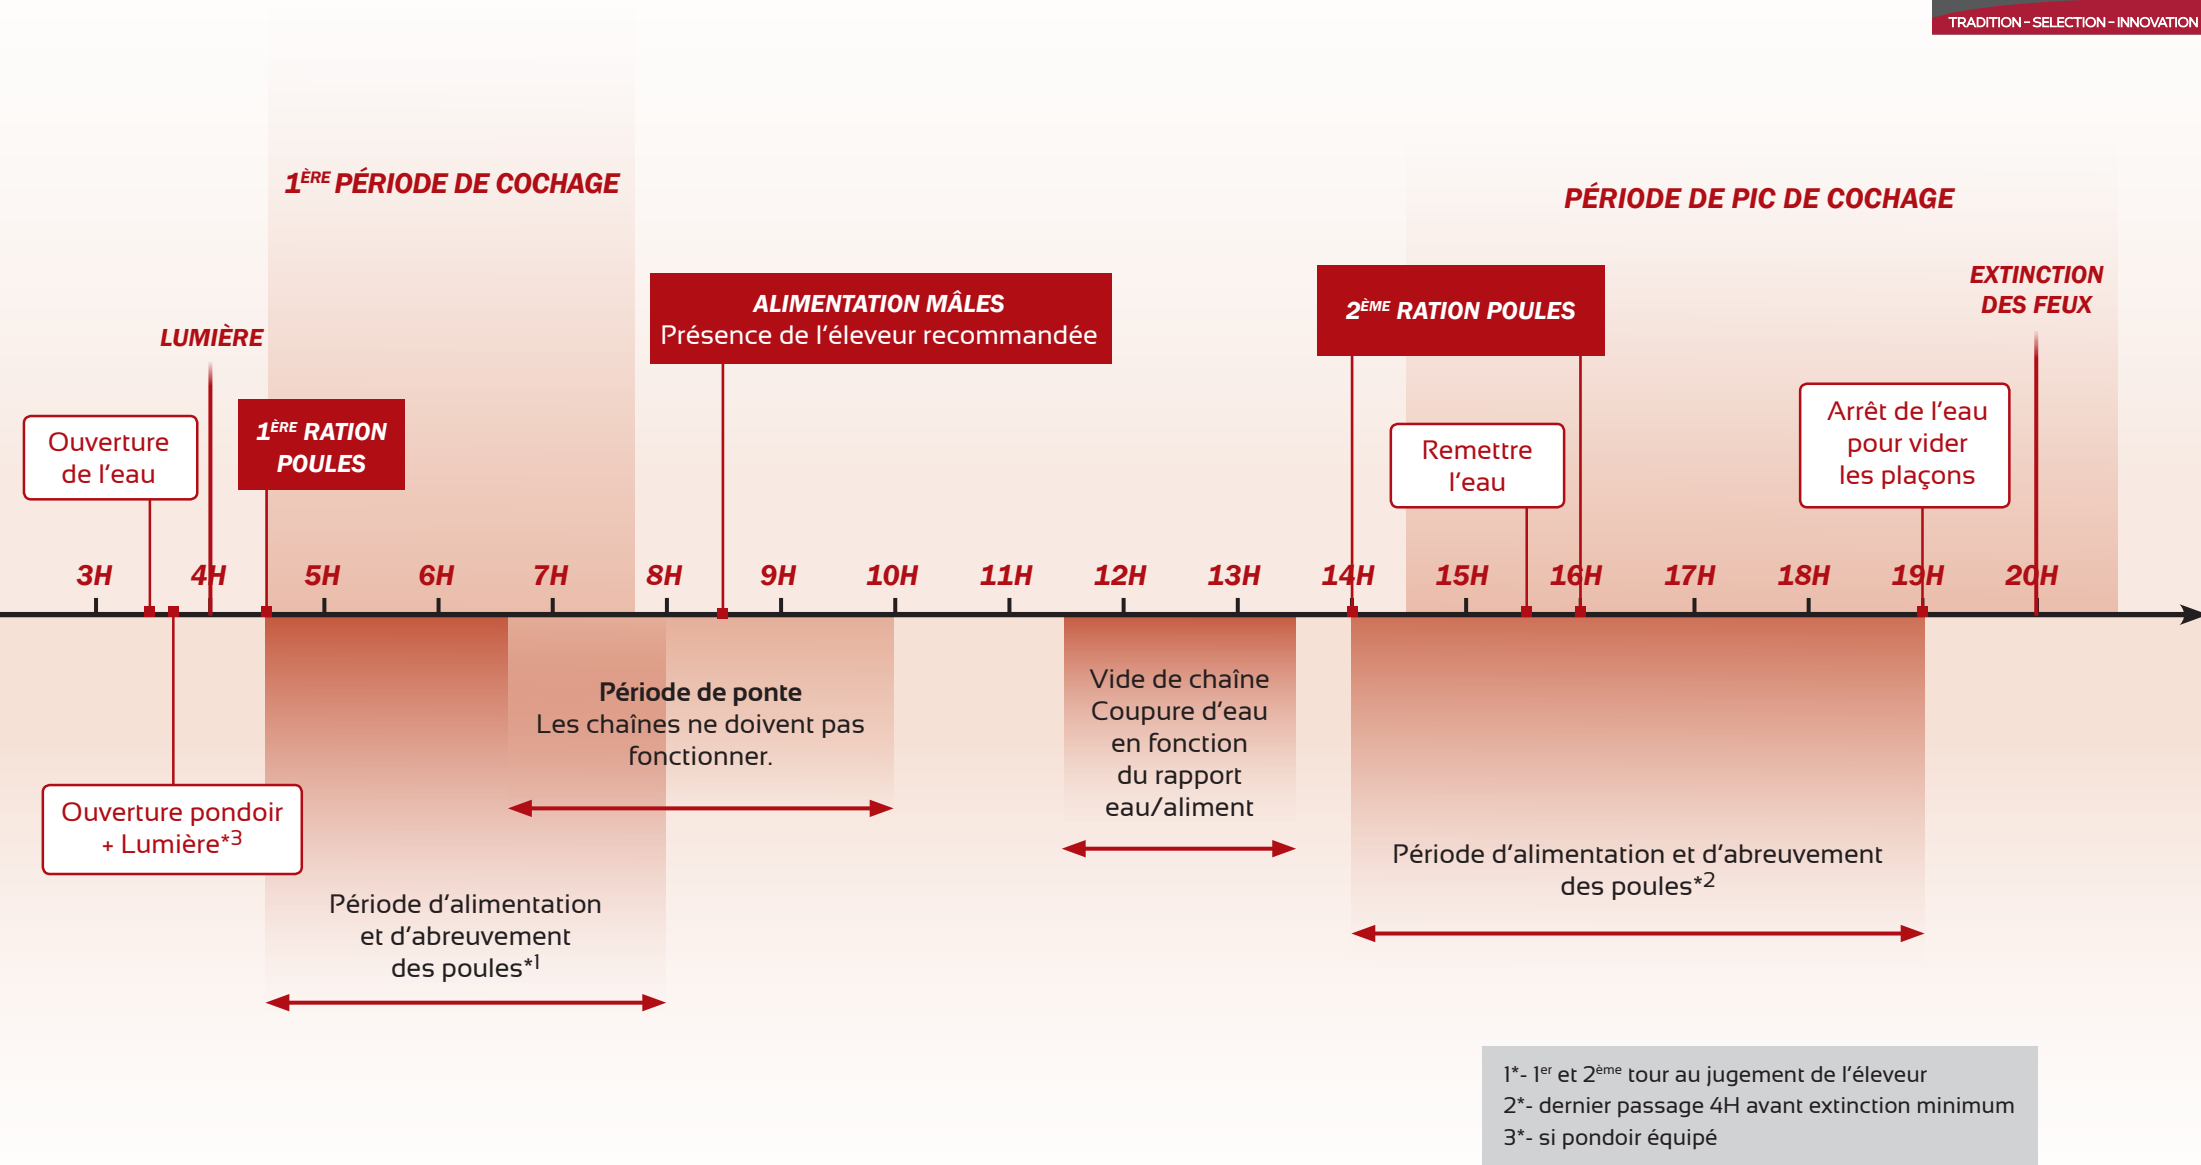 TRADITION – SELECTION – INNOVATION
1ÈRE PÉRIODE DE COCHAGE
PÉRIODE DE PIC DE COCHAGE
EXTINCTION
DES FEUX
ALIMENTATION MÂLES
Présence de l'éleveur recommandée
2ÈME RATION POULES
LUMIÈRE
Ouverture
de l'eau
1ÈRE RATION
POULES
Remettre
l'eau
Arrêt de l'eau
pour vider
les plaçons
3H 4H 5H 6H 7H 8H 9H 10H 11H 12H 13H 14H 15H 16H 17H 18H 19H 20H
Période de ponte
Les chaînes ne doivent pas
fonctionner.
Vide de chaîne
Coupure d'eau
en fonction
du rapport
eau/aliment
Ouverture pondoir
+ Lumière*3
Période d'alimentation
et d'abreuvement
des poules*1
Période d'alimentation et d'abreuvement
des poules*2
1*- 1er et 2ème tour au jugement de l'éleveur
2*- dernier passage 4H avant extinction minimum
3*- si pondoir équipé